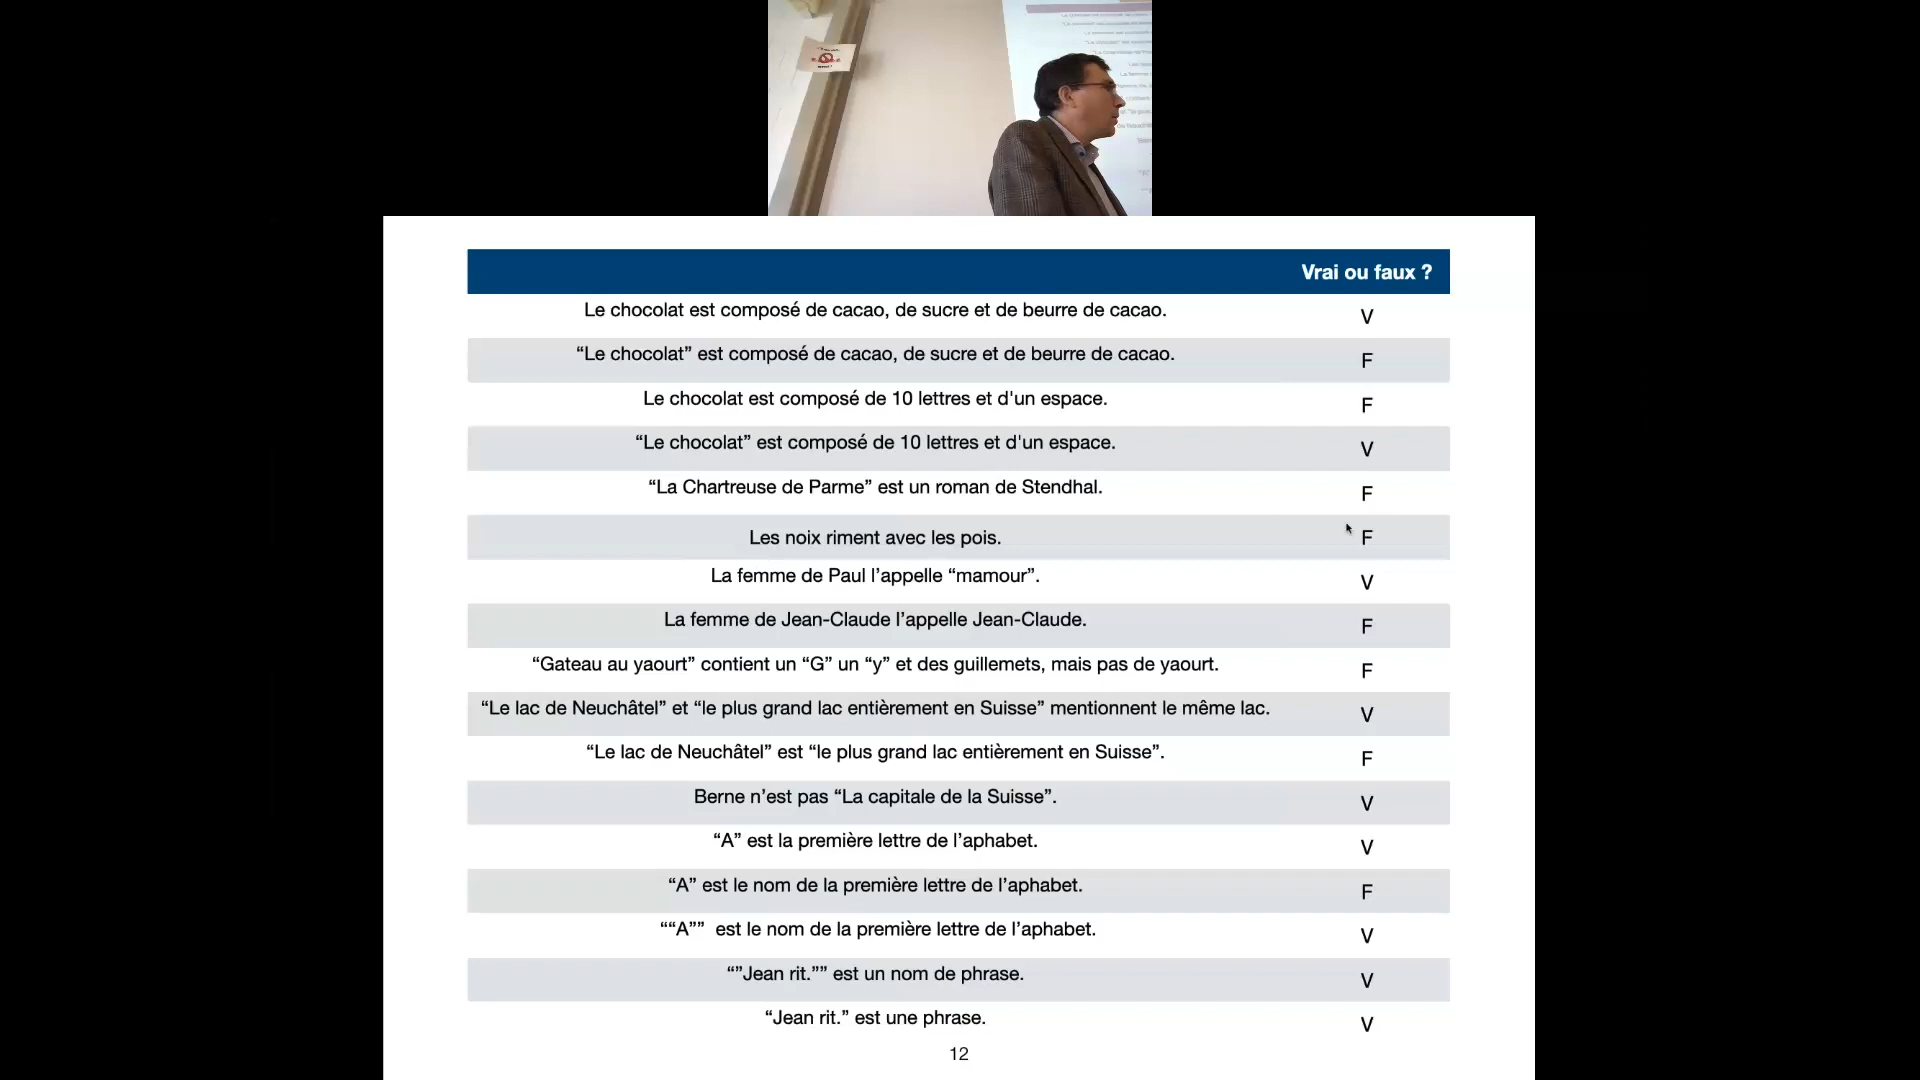 Vrai ou faux ?
Le chocolat est composé de cacao, de sucre et de beurre de cacao. V
“Le chocolat” est composé de cacao, de sucre et de beurre de cacao. F
Le chocolat est composé de 10 lettres et d'un espace. F
“Le chocolat” est composé de 10 lettres et d'un espace. V
“La Chartreuse de Parme” est un roman de Stendhal. F
Les noix riment avec les pois. F
La femme de Paul l’appelle “mamour”. V
La femme de Jean-Claude l’appelle Jean-Claude. F
“Gateau au yaourt” contient un “G” un “y” et des guillemets, mais pas de yaourt. F
“Le lac de Neuchâtel” et “le plus grand lac entièrement en Suisse” mentionnent le même lac. V
“Le lac de Neuchâtel” est “le plus grand lac entièrement en Suisse”. F
Berne n’est pas “La capitale de la Suisse”. V
“A” est la première lettre de l’aphabet. V
“A” est le nom de la première lettre de l’aphabet. F
““A”” est le nom de la première lettre de l’aphabet. V
“”Jean rit.”” est un nom de phrase. V
“Jean rit.” est une phrase. V
12